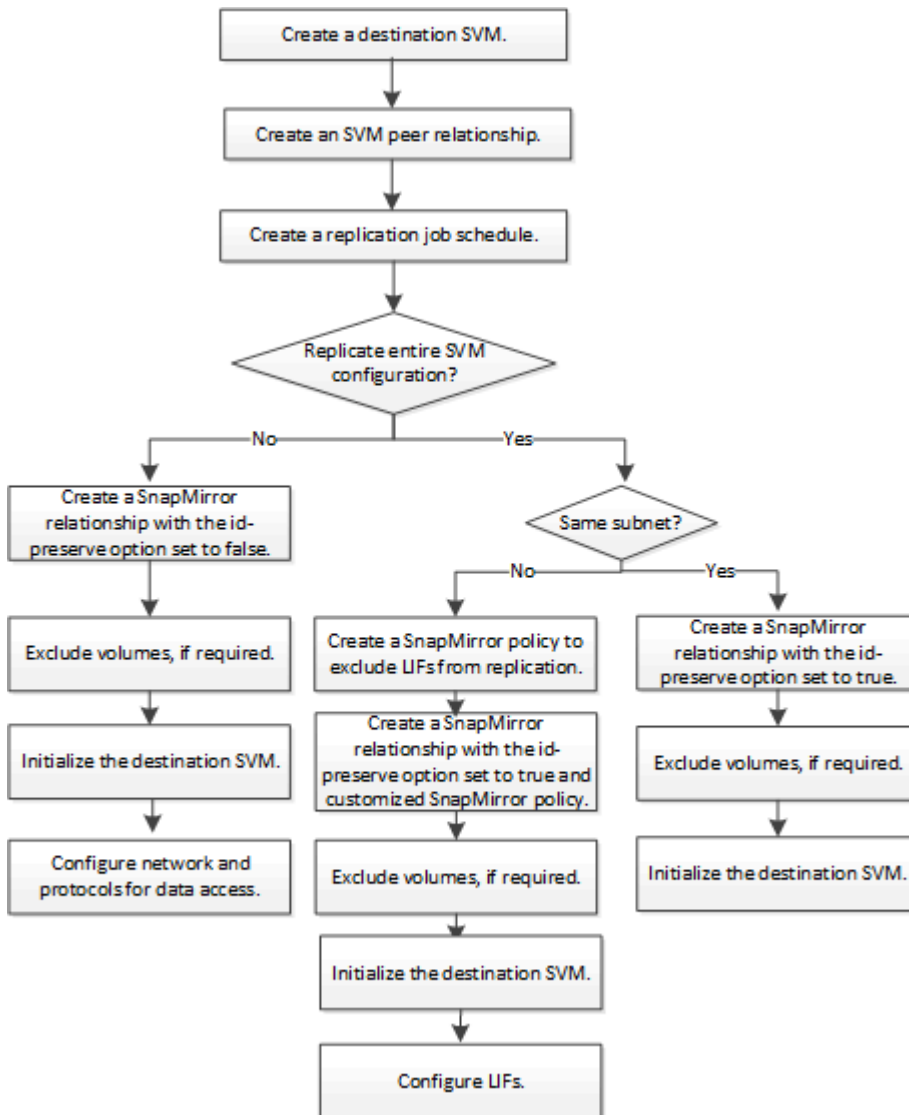 Create a destination SVM.
Create an SVM peer relationship.
Create a replication job schedule.
Replicate entire SVM
configuration?
No
Yes
Create a SnapMirror
relationship with the id-
preserve option set to false.
Exclude volumes, if required.
Initialize the destination SVM.
Configure network and
protocols for data access.
Same subnet?
No
Yes
Create a SnapMirror policy to
exclude LIFs from replication.
Create a SnapMirror
relationship with the id-
preserve option set to true and
customized SnapMirror policy.
Exclude volumes, if required.
Initialize the destination SVM.
Configure LIFs.
Create a SnapMirror
relationship with the id-
preserve option set to true.
Exclude volumes, if required.
Initialize the destination SVM.